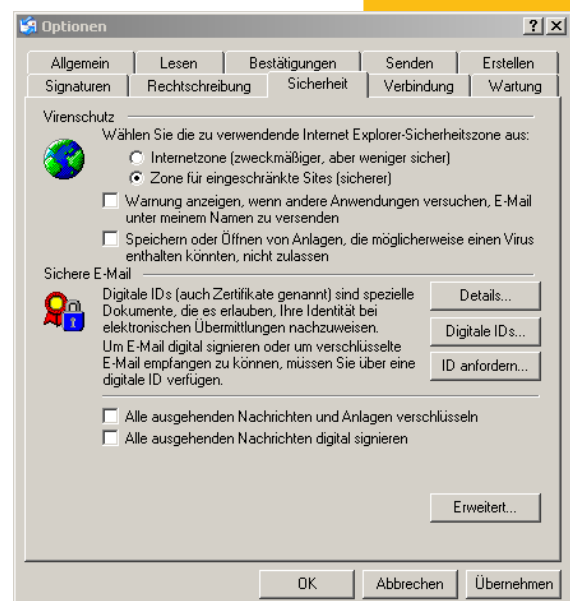 Optionen
Allgemein Lesen Bestätigungen Senden Erstellen
Signaturen Rechtschreibung Sicherheit Verbindung Wartung
Virenschutz
Wählen Sie die zu verwendende Internet Explorer-Sicherheitszone aus:
Internetzone (zweckmäßiger, aber weniger sicher)
Zone für eingeschränkte Sites (sicherer)
Warnung anzeigen, wenn andere Anwendungen versuchen, E-Mail
unter meinem Namen zu versenden
Speichern oder Öffnen von Anlagen, die möglicherweise einen Virus
enthalten könnten, nicht zulassen
Sichere E-Mail
Digitale IDs (auch Zertifikate genannt) sind spezielle
Dokumente, die es erlauben, Ihre Identität bei
elektronischen Übermittlungen nachzuweisen.
Um E-Mail digital signieren oder um verschlüsselte
E-Mail empfangen zu können, müssen Sie über eine
digitale ID verfügen.
Details...
Digitale IDs...
ID anfordern...
Alle ausgehenden Nachrichten und Anlagen verschlüsseln
Alle ausgehenden Nachrichten digital signieren
Erweitert...
OK Abbrechen Übernehmen